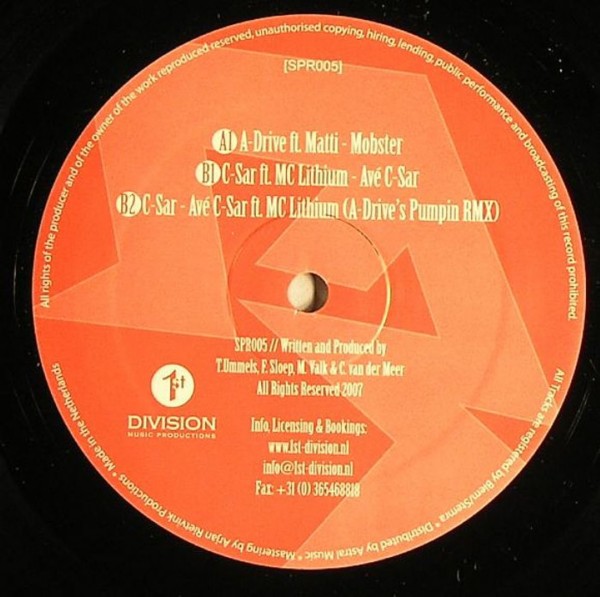 All rights of the producer and of the owner of the work reproduced reserved, unauthorised copying, hiring, lending, public performance and broadcasting of this record prohibited.
[SPR005]
A1 A-Drive ft. Matti - Mobster
B1 C-Sar ft. MC Lithium - Avé C-Sar
B2 C-Sar - Avé C-Sar ft. MC Lithium (A-Drive's Pumpin RMX)
SPR005 // Written and Produced by
T.Ummels, F. Sloep, M. Valk & C. van der Meer
All Rights Reserved 2007
1st
DIVISION
MUSIC PRODUCTIONS
Info, Licensing & Bookings:
www.1st-division.nl
info@1st-division.nl
Fax: +31 (0) 365468818
All Tracks are registered by Biem/Stemra * Distributed by Astral Music * Mastering by Arjan Rietvink Productions * Made in the Netherlands